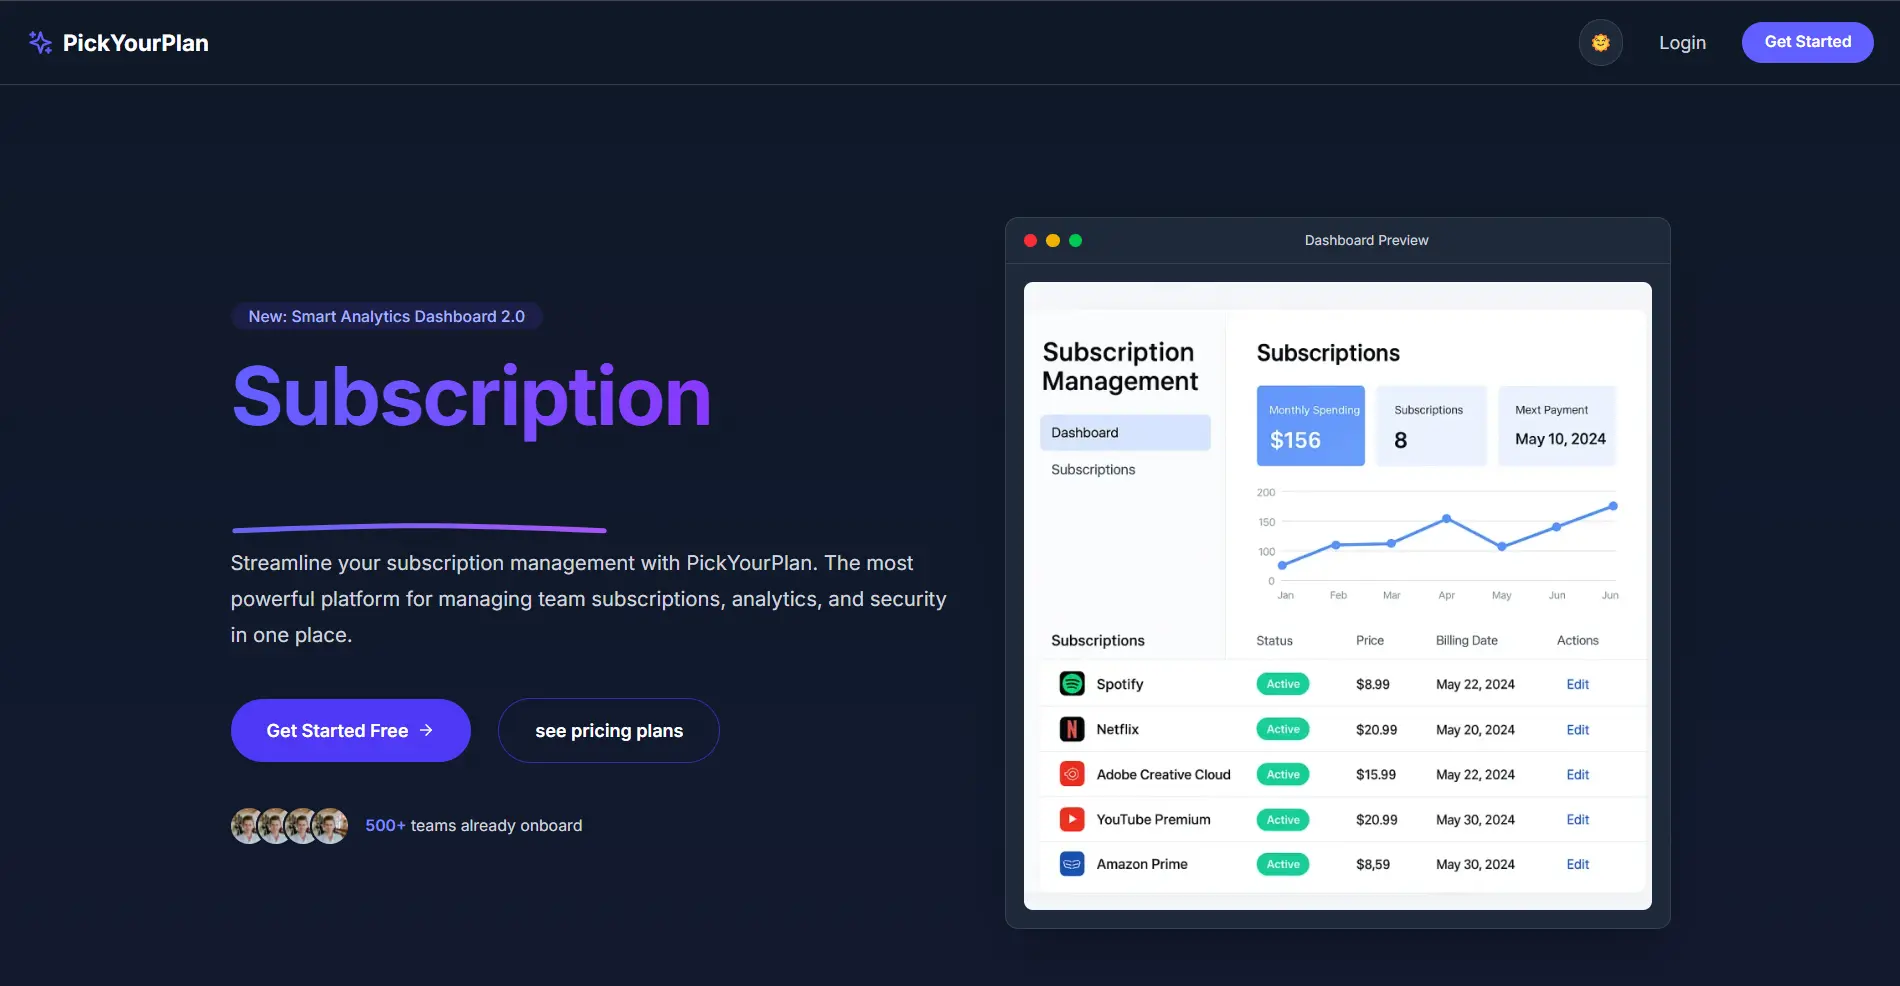 PickYourPlan
Login
Get Started
New: Smart Analytics Dashboard 2.0
Subscription
Streamline your subscription management with PickYourPlan. The most
powerful platform for managing team subscriptions, analytics, and security
in one place.
Get Started Free →
see pricing plans
500+ teams already onboard
Dashboard Preview
Subscription
Management
Dashboard
Subscriptions
Subscriptions
Monthly Spending
$156
Subscriptions
8
Mext Payment
May 10, 2024
200
150
100
0
Jan Feb Mar Apr May Jun Jun
Subscriptions Status Price Billing Date Actions
Spotify Active $8.99 May 22, 2024 Edit
Netflix Active $20.99 May 20, 2024 Edit
Adobe Creative Cloud Active $15.99 May 22, 2024 Edit
YouTube Premium Active $20.99 May 30, 2024 Edit
Amazon Prime Active $8,59 May 30, 2024 Edit